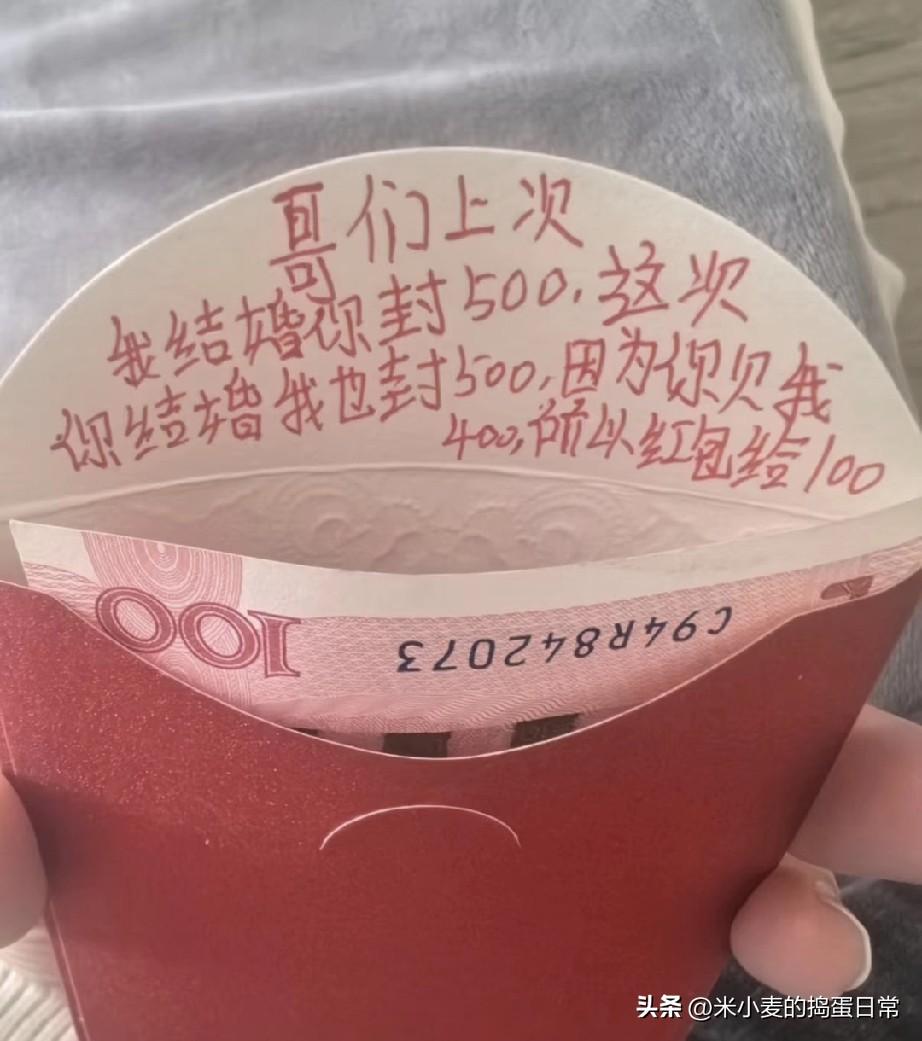 哥们上次
我结婚你封500.这次
你结婚我也封500,因为你欠我
400,所以红包给100
100
C94R842073
头条 @米小麦的捣蛋日常